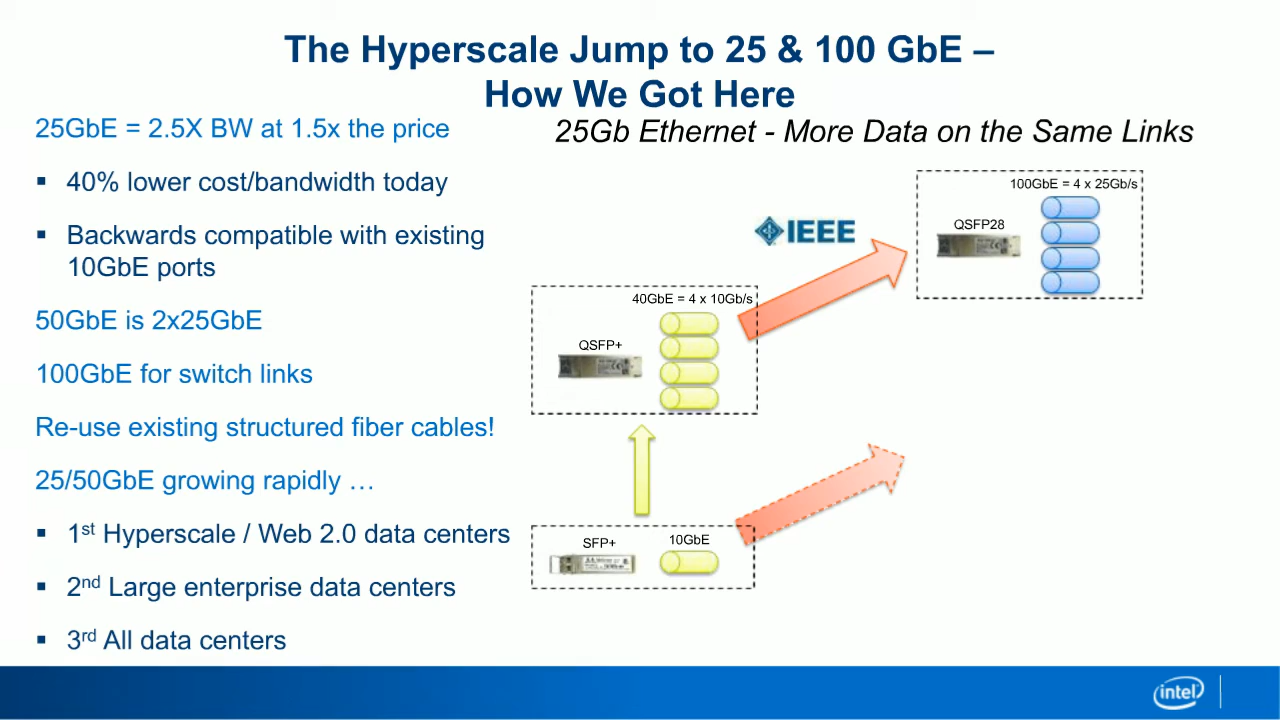 The Hyperscale Jump to 25 & 100 GbE –
How We Got Here
25GbE = 2.5X BW at 1.5x the price
▪ 40% lower cost/bandwidth today
▪ Backwards compatible with existing
10GbE ports
50GbE is 2x25GbE
100GbE for switch links
Re-use existing structured fiber cables!
25/50GbE growing rapidly …
▪ 1st Hyperscale / Web 2.0 data centers
▪ 2nd Large enterprise data centers
▪ 3rd All data centers
25Gb Ethernet - More Data on the Same Links
100GbE = 4 x 25Gb/s
QSFP28
IEEE
40GbE = 4 x 10Gb/s
QSFP+
SFP+
10GbE
intel